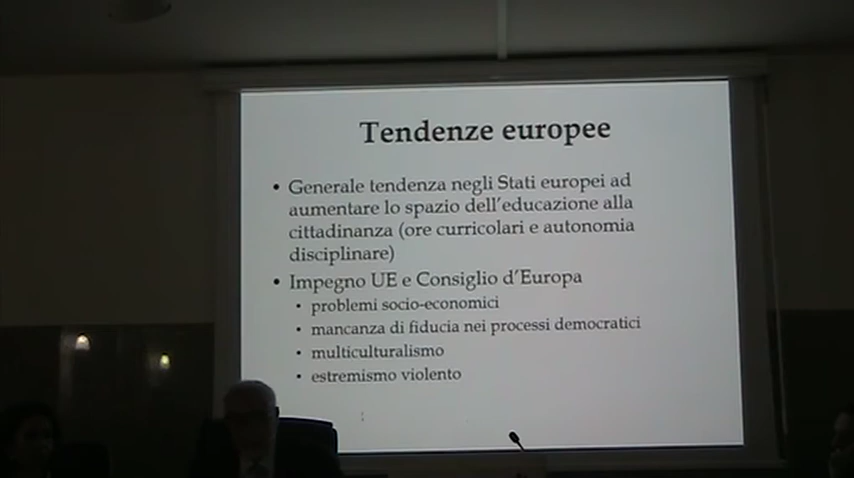 Tendenze europee
• Generale tendenza negli Stati europei ad
aumentare lo spazio dell'educazione alla
cittadinanza (ore curricolari e autonomia
disciplinare)
• Impegno UE e Consiglio d'Europa
• problemi socio-economici
• mancanza di fiducia nei processi democratici
• multiculturalismo
• estremismo violento